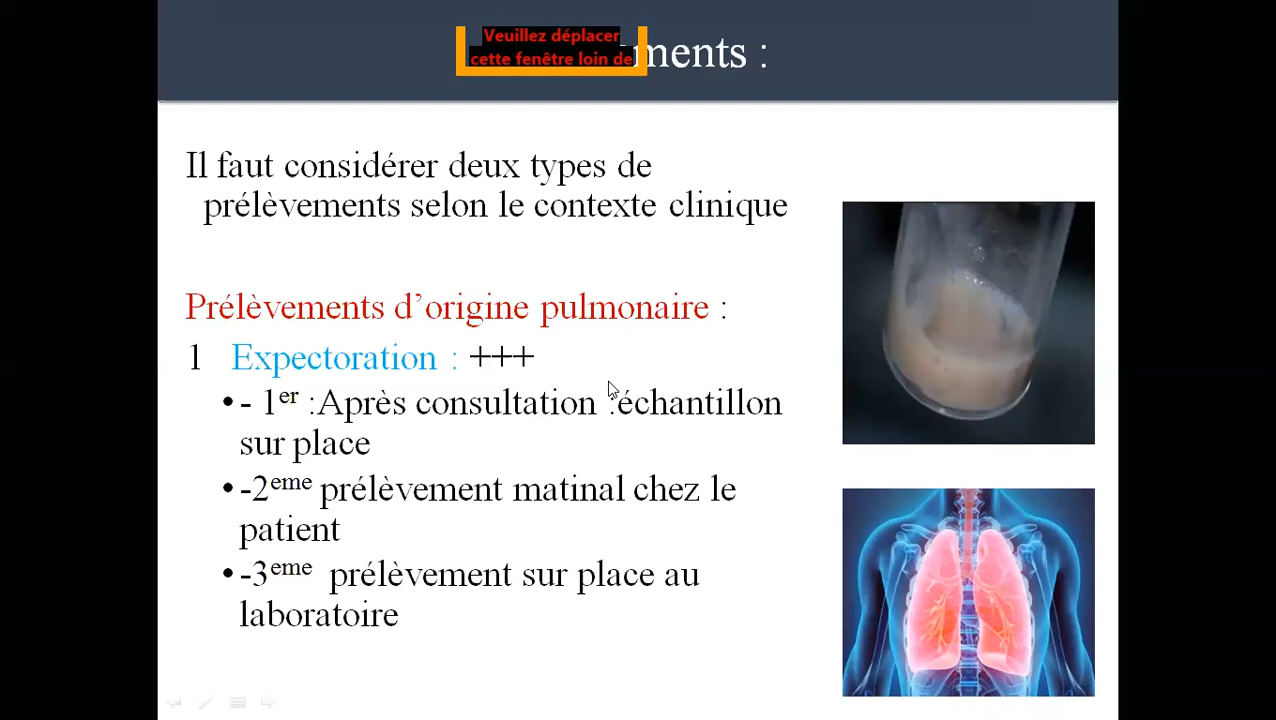 Veuillez déplacer
cette fenêtre loin de
ments :
Il faut considérer deux types de
prélèvements selon le contexte clinique
Prélèvements d’origine pulmonaire :
1 Expectoration : +++
• - 1er :Après consultation :échantillon
sur place
• -2eme prélèvement matinal chez le
patient
• -3eme prélèvement sur place au
laboratoire